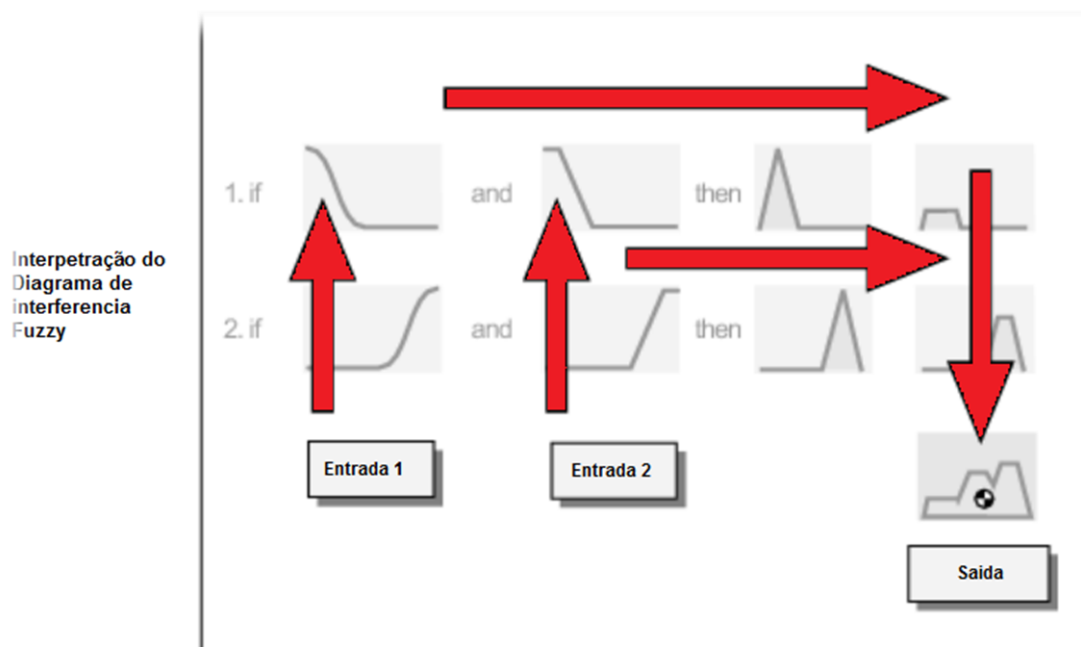 1. if and then
Interpetração do
Diagrama de
interferencia
Fuzzy
2. if and then
Entrada 1 Entrada 2
Saida